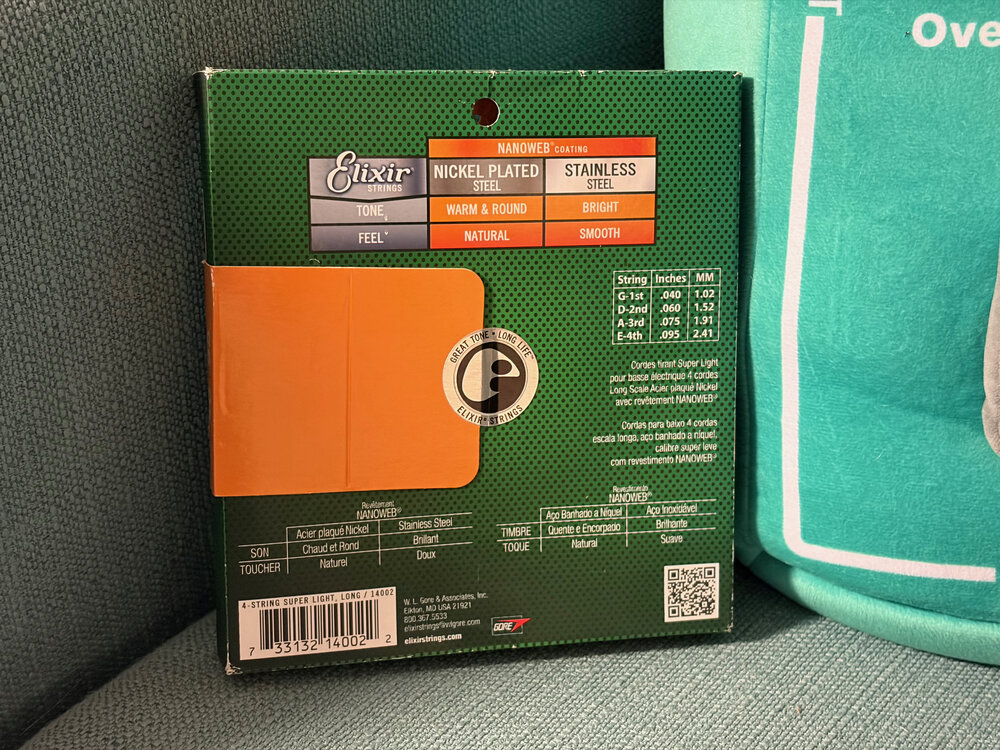 NANOWEB® COATING
Elixir®
STRINGS
NICKEL PLATED
STEEL
STAINLESS
STEEL
TONE
WARM & ROUND
BRIGHT
FEEL
NATURAL
SMOOTH
String Inches MM
G-1st .040 1.02
D-2nd .060 1.52
A-3rd .075 1.91
E-4th .095 2.41
GREAT TONE • LONG LIFE™
ELIXIR® STRINGS
Cordes tirant Super Light
pour basse électrique 4 cordes
Long Scale Acier plaqué Nickel
avec revêtement NANOWEB®
Cordas para baixo 4 cordas
escala longa, aço banhado a níquel,
calibre super leve
com revestimento NANOWEB®
Revêtement
NANOWEB®
Acier plaqué Nickel Stainless Steel
SON Chaud et Rond Brillant
TOUCHER Naturel Doux
Revestimento
NANOWEB®
Aço Banhado a Níquel Aço Inoxidável
TIMBRE Quente e Encorpado Brilhante
TOQUE Natural Suave
4-STRING SUPER LIGHT, LONG / 14002
7 33132 14002 2
W. L. Gore & Associates, Inc.
Elkton, MD USA 21921
800.367.5533
elixirstrings@wlgore.com
elixirstrings.com
GORE
T
Ove